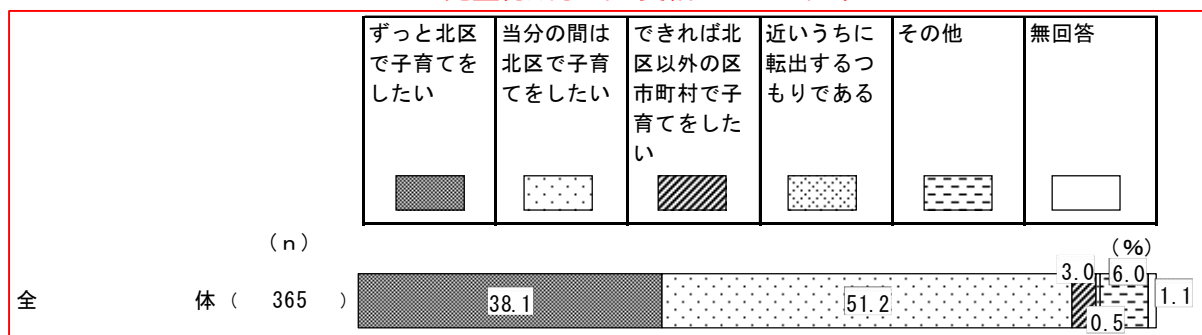 ずっと北区
で子育てを
したい
当分の間は
北区で子育
てをしたい
できれば北
区以外の区
市町村で子
育てをした
い
近いうちに
転出するつ
もりである
その他
無回答
(n)
(%)
全 体( 365 )
38.1
51.2
3.0
0.5
6.0
1.1